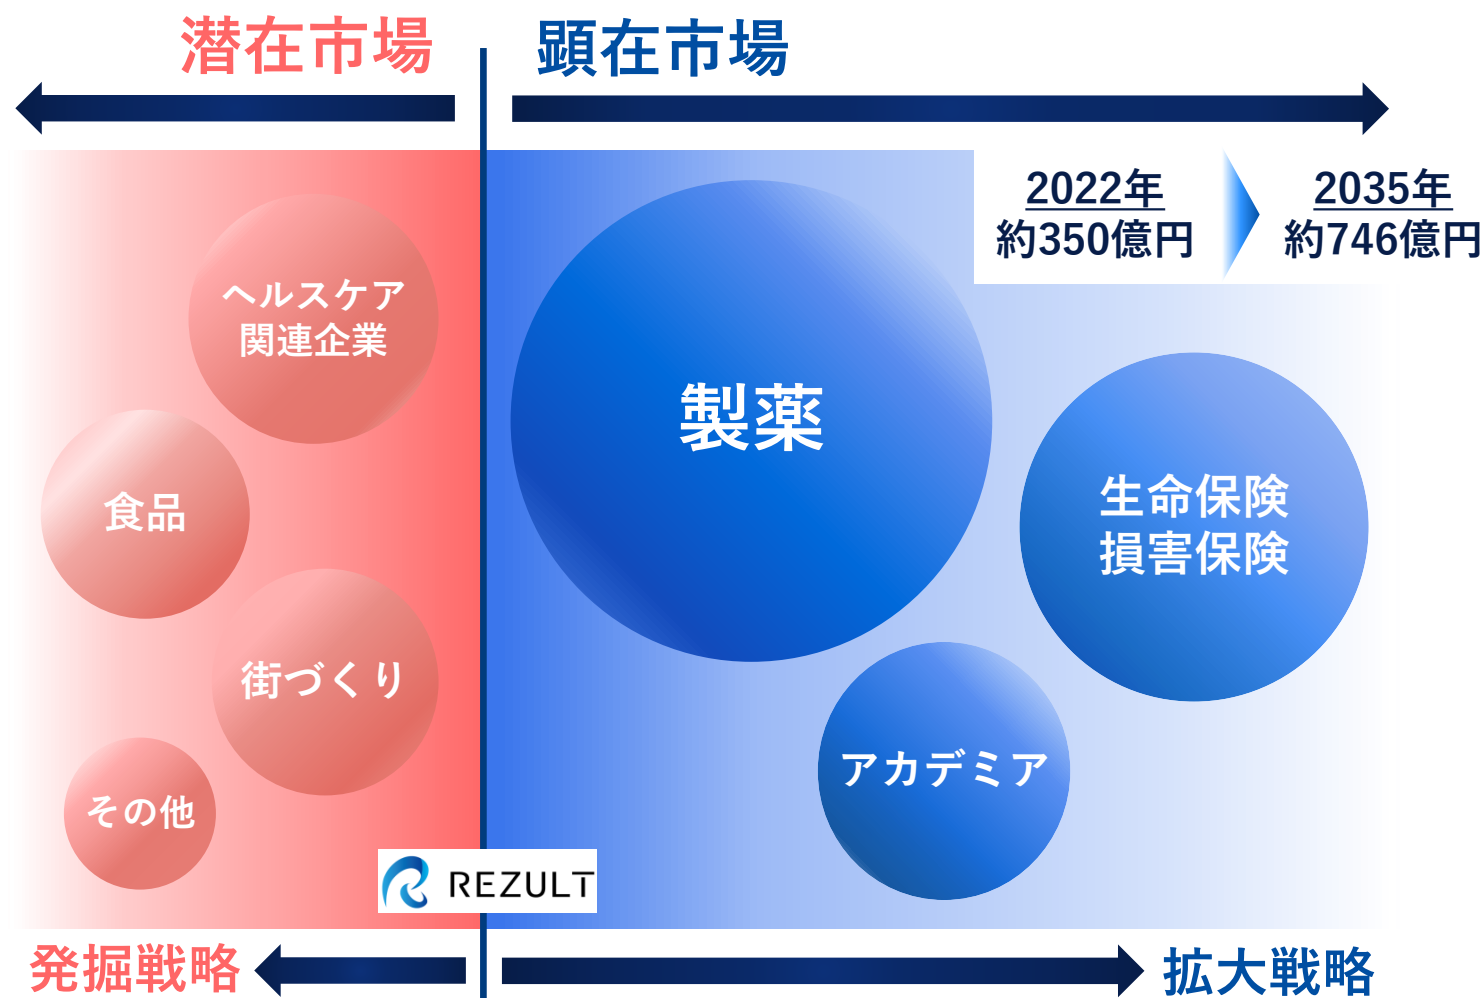 潜在市場
顕在市場
2022年
約350億円
2035年
約746億円
ヘルスケア
関連企業
食品
街づくり
その他
製薬
生命保険
損害保険
アカデミア
REZULT
発掘戦略
拡大戦略